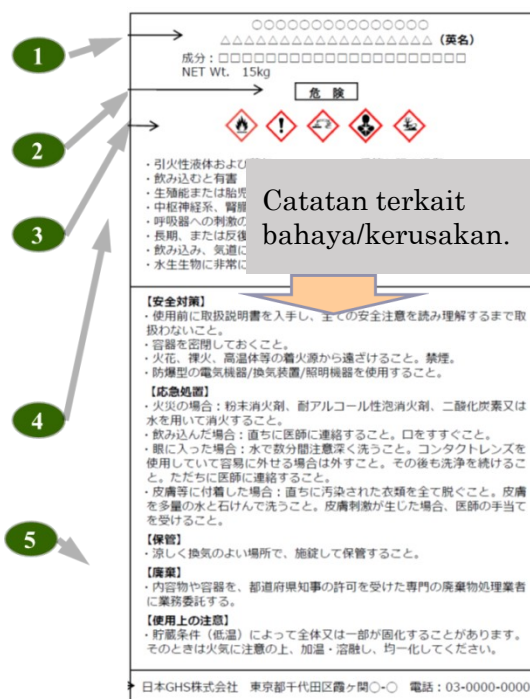 ○○○○○○○○○○○○○○○
△△△△△△△△△△△△△△△△△△ (英名)
1
成分：□□□□□□□□□□□□□□□□□□□□□
NET Wt. 15kg
危 険
2
・引火性液体および
・飲み込むと有害
・生殖能または胎児
・中枢神経系、腎臓
・呼吸器への刺激の
・長期、または反復
・飲み込み、気道に
・水生生物に非常に
Catatan terkait
bahaya/kerusakan.
3
【安全対策】
・使用前に取扱説明書を入手し、全ての安全注意を読み理解するまで取
扱わないこと。
・容器を密閉しておくこと。
・火花、裸火、高温体等の着火源から遠ざけること。禁煙。
・防爆型の電気機器/換気装置/照明機器を使用すること。
4
【応急処置】
・火災の場合：粉末消火剤、耐アルコール性泡消火剤、二酸化炭素又は
水を用いて消火すること。
・飲み込んだ場合：直ちに医師に連絡すること。口をすすぐこと。
・眼に入った場合：水で数分間注意深く洗うこと。コンタクトレンズを
使用していて容易に外せる場合は外すこと。その後も洗浄を続けるこ
と。ただちに医師に連絡すること。
・皮膚等に付着した場合：直ちに汚染された衣類を全て脱ぐこと。皮膚
を多量の水と石けんで洗うこと。皮膚刺激が生じた場合、医師の手当て
を受けること。
5
【保管】
・涼しく換気のよい場所で、施錠して保管すること。
【廃棄】
・内容物や容器を、都道府県知事の許可を受けた専門の廃棄物処理業者
に業務委託する。
【使用上の注意】
・貯蔵条件（低温）によって全体又は一部が固化することがあります。
そのときは火気に注意の上、加温・溶融し、均一化してください。
日本GHS株式会社 東京都千代田区霞ヶ関○-○ 電話：03-0000-0000